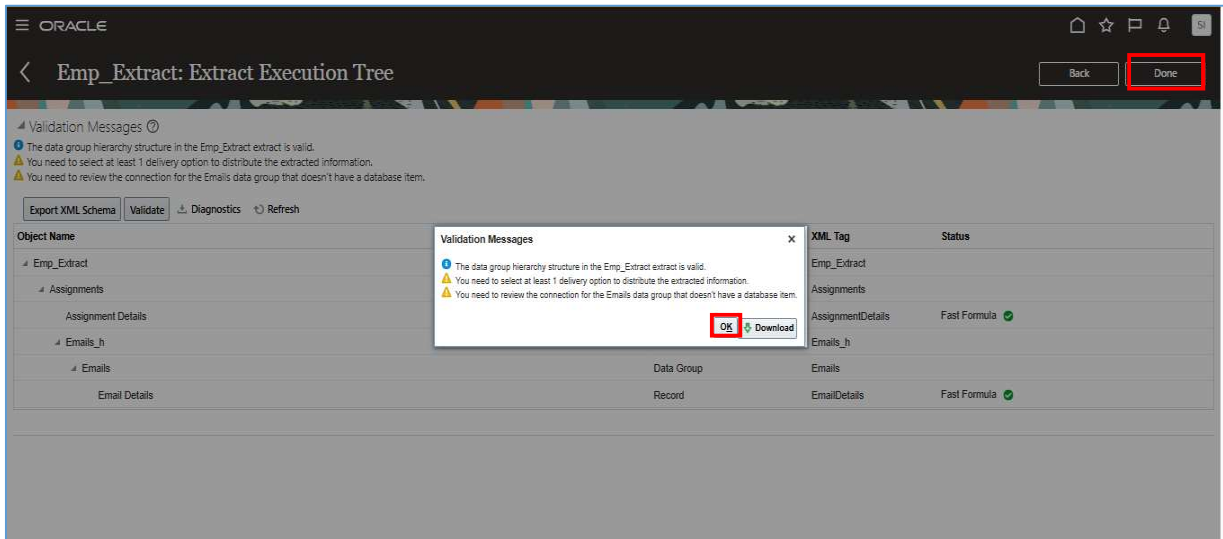 ORACLE
SI
Emp_Extract: Extract Execution Tree
Back
Done
Validation Messages
The data group hierarchy structure in the Emp_Extract extract is valid.
You need to select at least 1 delivery option to distribute the extracted information.
You need to review the connection for the Emails data group that doesn't have a database item.
Export XML Schema Validate Diagnostics Refresh
Object Name XML Tag Status
Emp_Extract Emp_Extract
Assignments Assignments
Assignment Details AssignmentDetails Fast Formula
Emails_h Emails_h
Emails Data Group Emails
Email Details Record EmailDetails Fast Formula
Validation Messages x
The data group hierarchy structure in the Emp_Extract extract is valid.
You need to select at least 1 delivery option to distribute the extracted information.
You need to review the connection for the Emails data group that doesn't have a database item.
OK Download